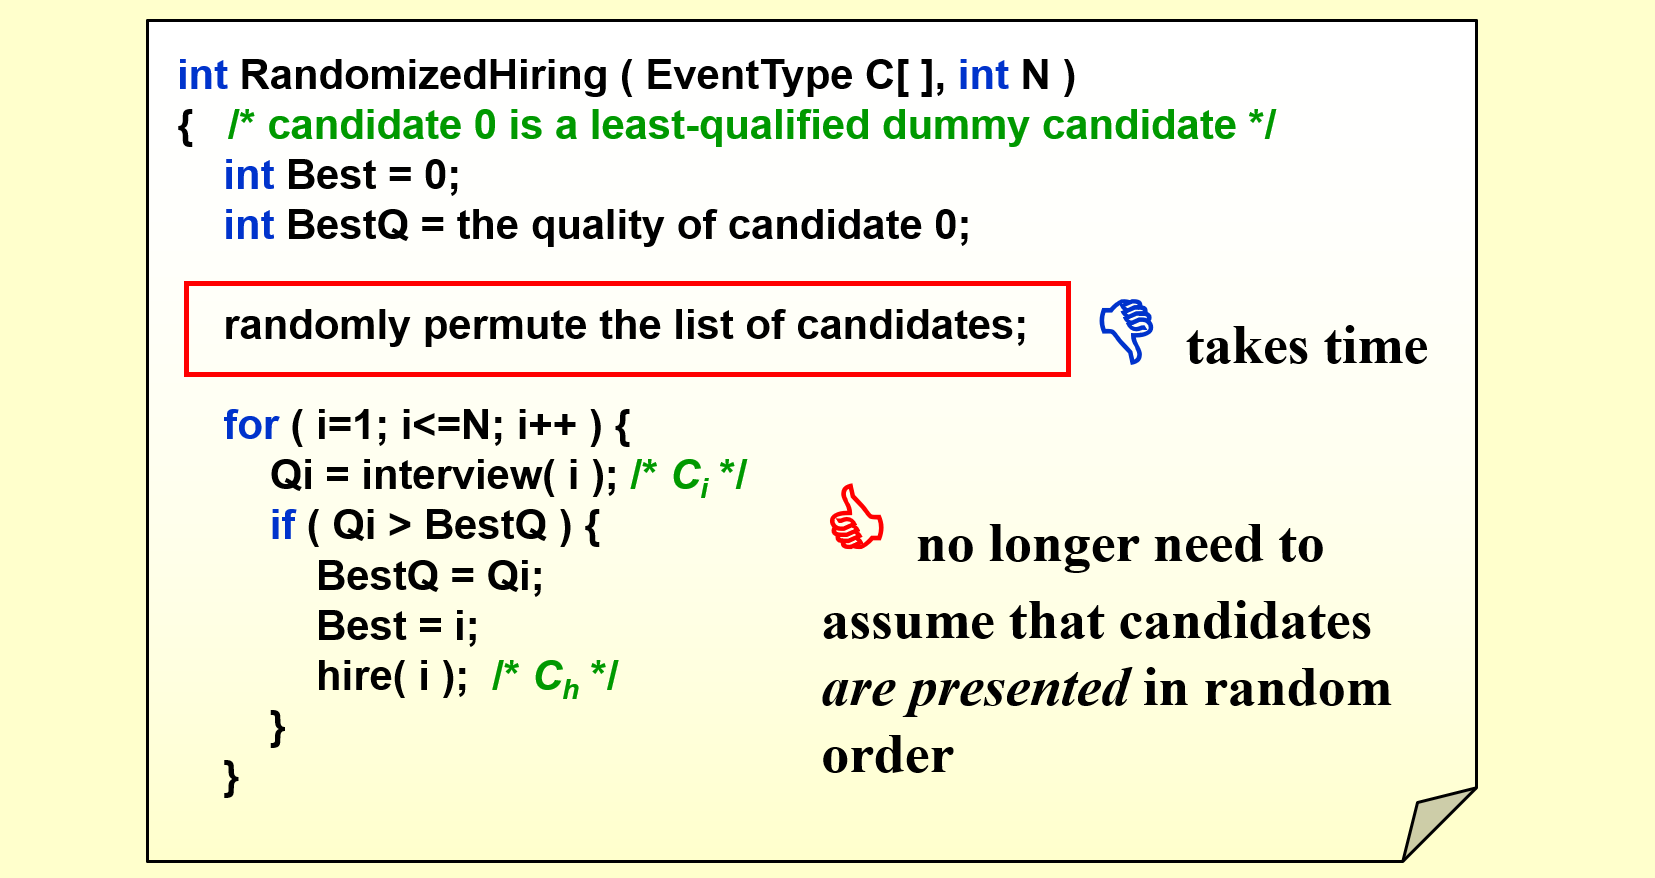 int RandomizedHiring ( EventType C[ ], int N )
{ /* candidate 0 is a least-qualified dummy candidate */
int Best = 0;
int BestQ = the quality of candidate 0;
randomly permute the list of candidates;
takes time
for ( i=1; i<=N; i++ ) {
Qi = interview( i ); /* Ci */
if ( Qi > BestQ ) {
BestQ = Qi;
Best = i;
hire( i ); /* Ch */
}
}
no longer need to
assume that candidates
are presented in random
order